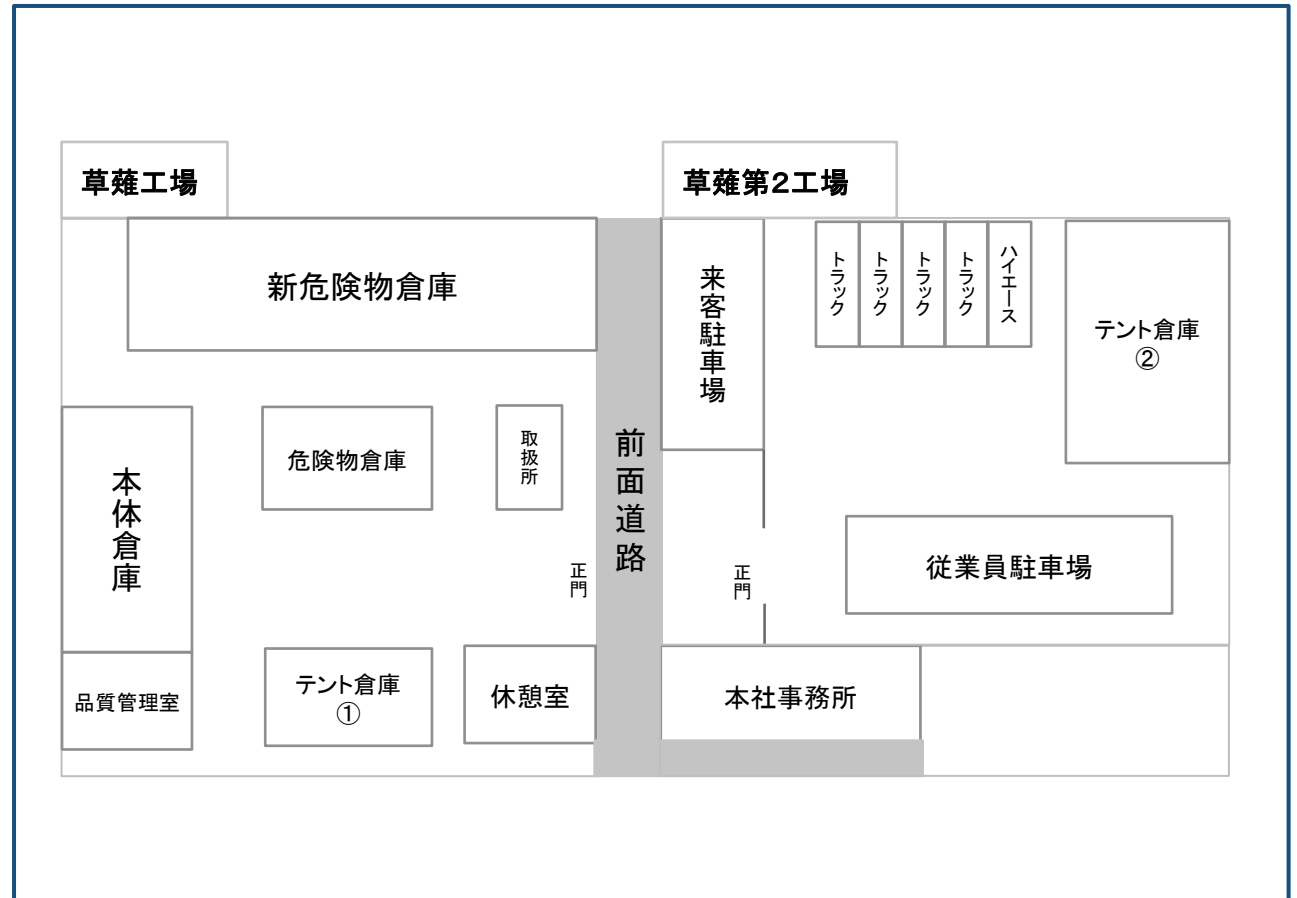 草薙工場
草薙第2工場
新危険物倉庫
来客駐車場
トラック
トラック
トラック
トラック
ハイエース
テント倉庫
②
本体倉庫
危険物倉庫
取扱所
前面道路
正門
正門
従業員駐車場
品質管理室
テント倉庫
①
休憩室
本社事務所